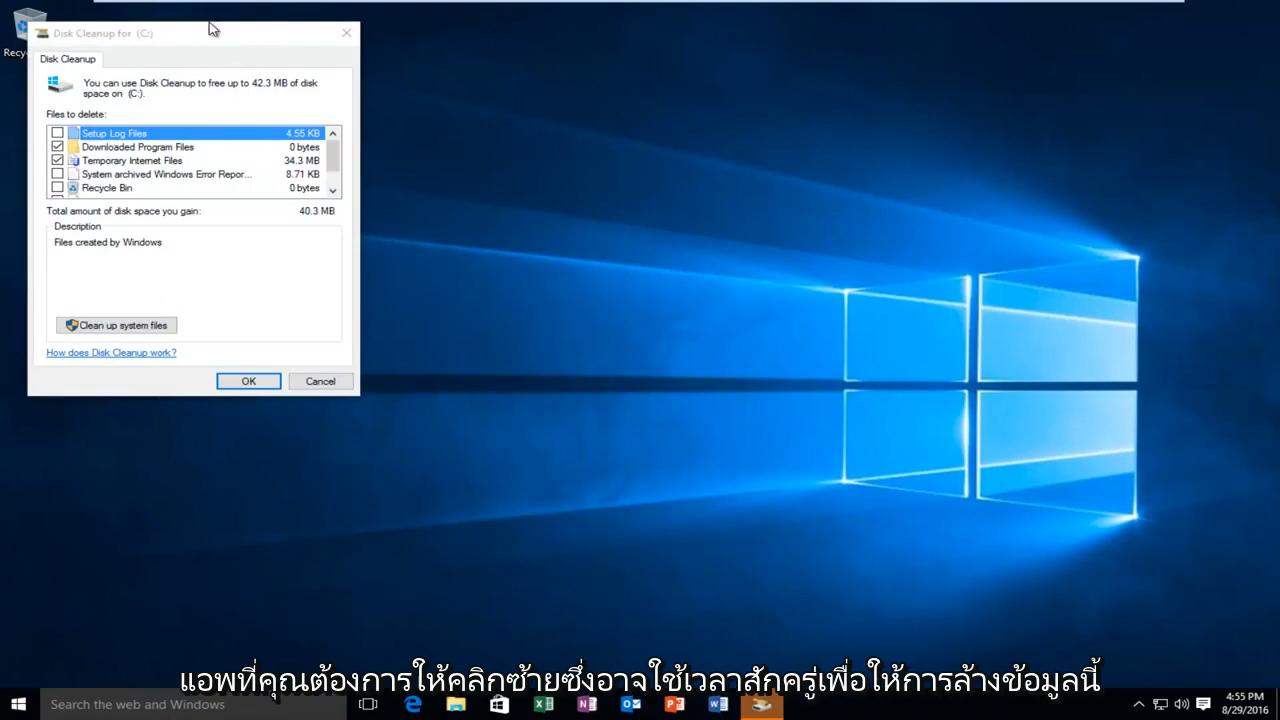 Disk Cleanup for (C:)
Disk Cleanup
You can use Disk Cleanup to free up to 42.3 MB of disk
space on (C:).
Files to delete:
Setup Log Files 4.55 KB
Downloaded Program Files 0 bytes
Temporary Internet Files 34.3 MB
System archived Windows Error Repor... 8.71 KB
Recycle Bin 0 bytes
Total amount of disk space you gain: 40.3 MB
Description
Files created by Windows
Clean up system files
How does Disk Cleanup work?
OK Cancel
แอพที่คุณต้องการให้คลิกซ้ายซึ่งอาจใช้เวลาสักครู่เพื่อให้การล้างข้อมูลนี้
Search the web and Windows
4:55 PM
8/29/2016